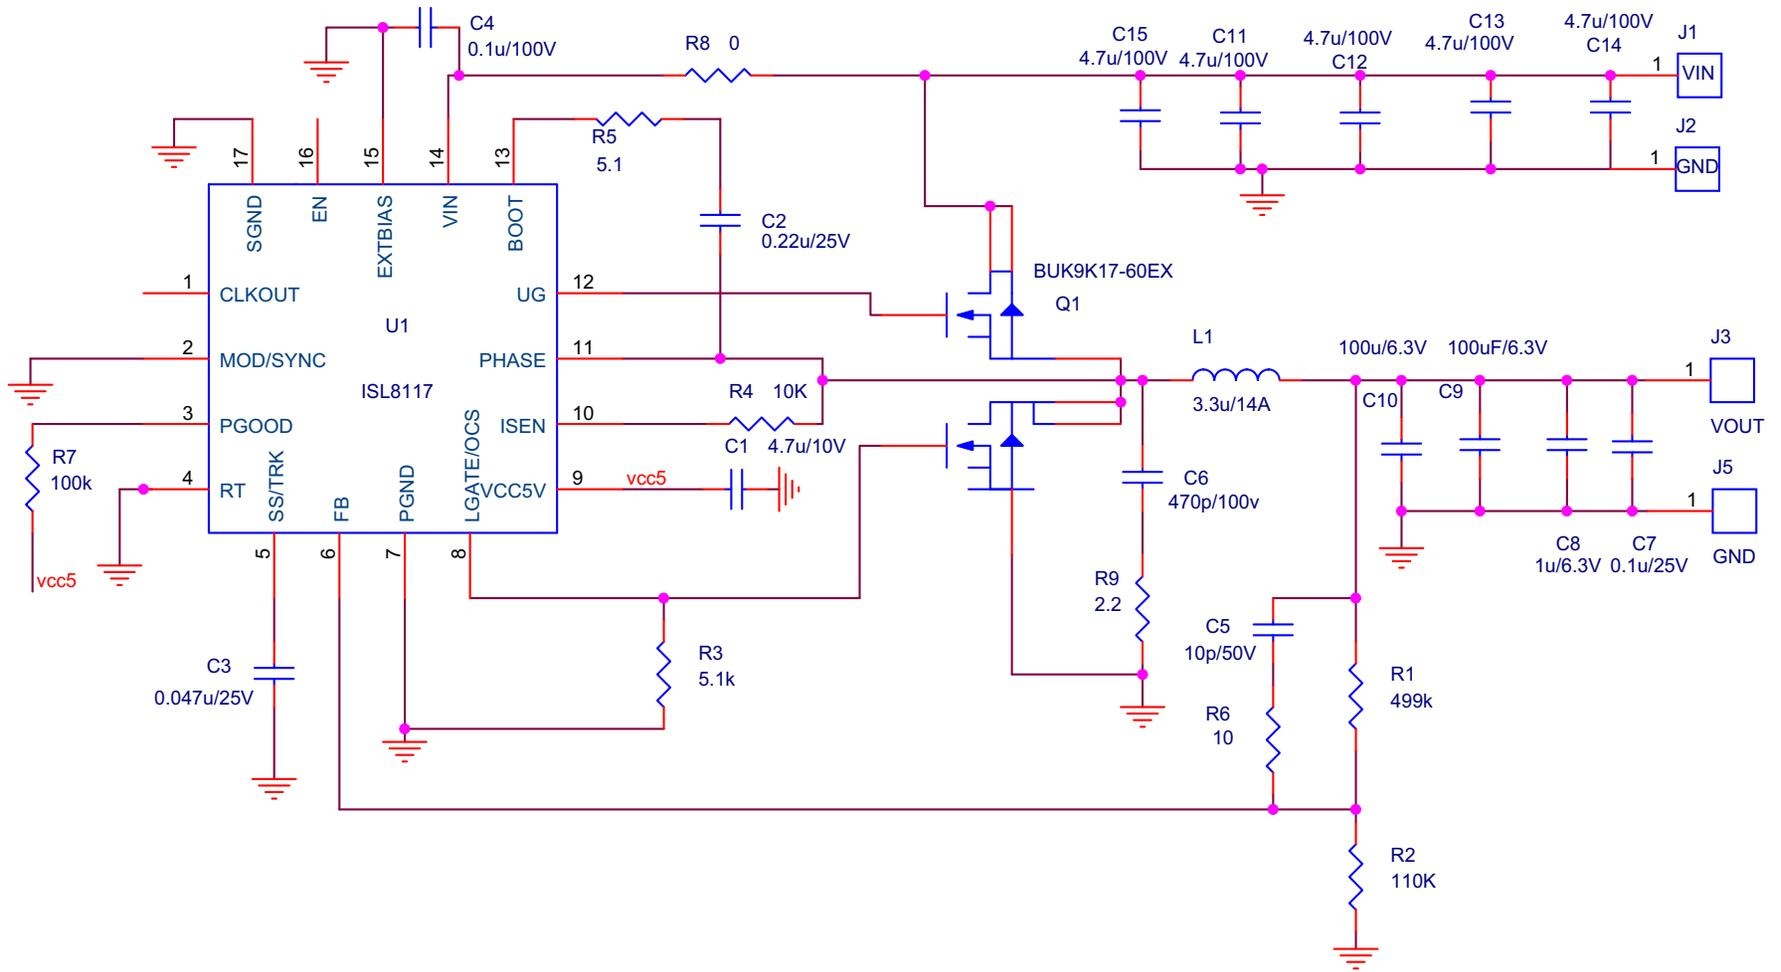 C4
0.1u/100V
R8 0
C15
4.7u/100V
C11
4.7u/100V
4.7u/100V
C12
C13
4.7u/100V
4.7u/100V
C14
J1
1
VIN
J2
1
GND
R5
5.1
C2
0.22u/25V
17
16
15
14
13
SGND
EN
EXTBIAS
VIN
BOOT
1
CLKOUT
2
MOD/SYNC
3
PGOOD
4
RT
U1
ISL8117
UG
12
PHASE
11
ISEN
10
VCC5V
9
SS/TRK
FB
PGND
LGATE/OCS
5
6
7
8
R4 10K
C1 4.7u/10V
vcc5
R7
100k
vcc5
BUK9K17-60EX
Q1
L1
3.3u/14A
100u/6.3V
C10
100uF/6.3V
C9
J3
1
VOUT
J5
1
GND
C8
1u/6.3V
C7
0.1u/25V
C6
470p/100v
R9
2.2
C5
10p/50V
R6
10
R1
499k
R2
110K
R3
5.1k
C3
0.047u/25V